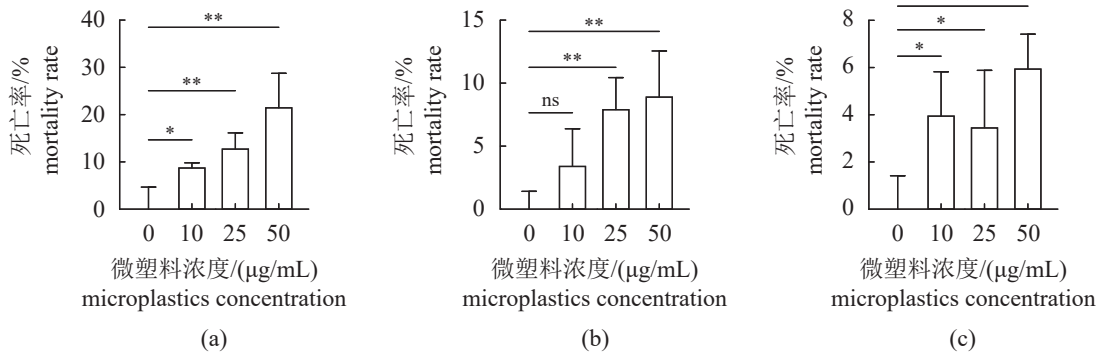 死亡率/%
mortality rate
40
30
20
10
0
**
**
*
0 10 25 50
微塑料浓度/(μg/mL)
microplastics concentration
(a)
死亡率/%
mortality rate
15
10
5
0
**
**
ns
0 10 25 50
微塑料浓度/(μg/mL)
microplastics concentration
(b)
死亡率/%
mortality rate
8
6
4
2
0
*
*
0 10 25 50
微塑料浓度/(μg/mL)
microplastics concentration
(c)